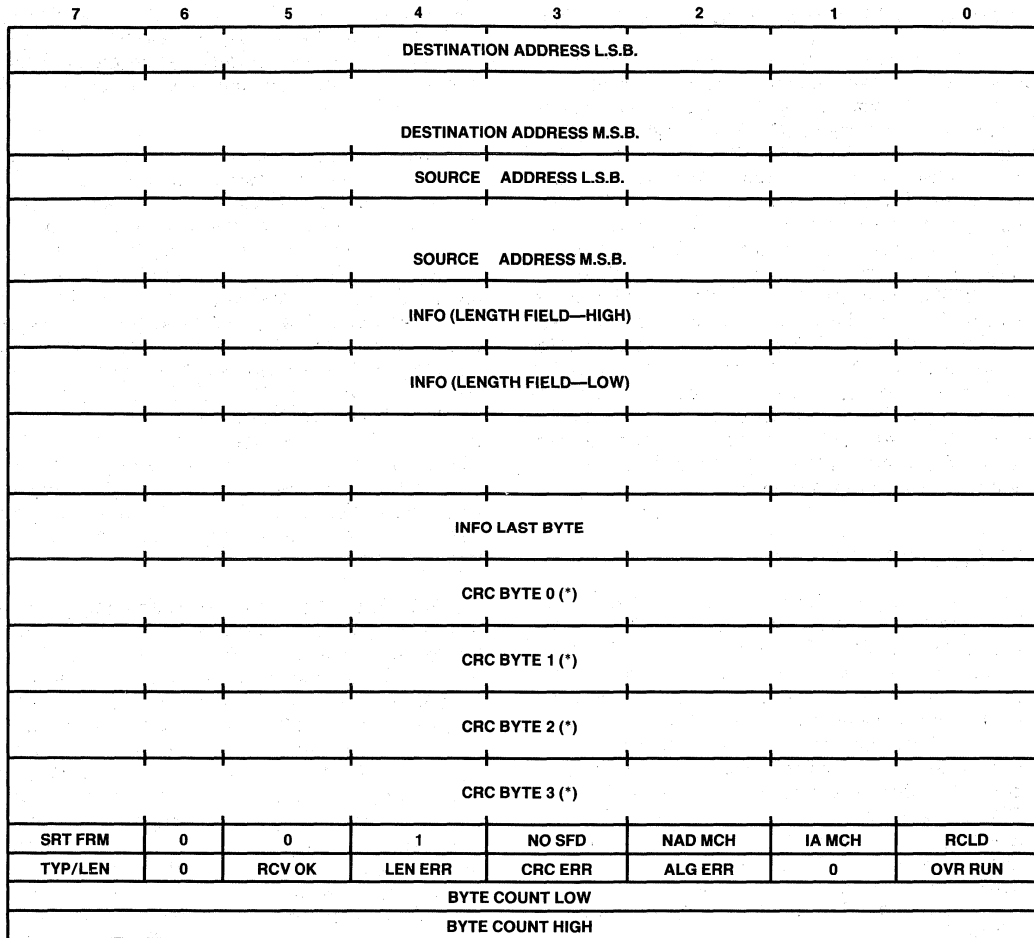 7 6 5 4 3 2 1 0
DESTINATION ADDRESS L.S.B.
DESTINATION ADDRESS M.S.B.
SOURCE ADDRESS L.S.B.
SOURCE ADDRESS M.S.B.
INFO (LENGTH FIELD—HIGH)
INFO (LENGTH FIELD—LOW)
INFO LAST BYTE
CRC BYTE 0 (*)
CRC BYTE 1 (*)
CRC BYTE 2 (*)
CRC BYTE 3 (*)
SRT FRM 0 0 1 NO SFD NAD MCH IA MCH RCLD
TYP/LEN 0 RCV OK LEN ERR CRC ERR ALG ERR 0 OVR RUN
BYTE COUNT LOW
BYTE COUNT HIGH